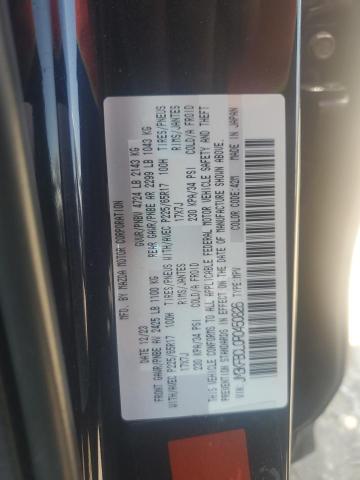 MFD. BY MAZDA MOTOR CORPORATION
DATE 12/23 GVWR/PNBV 4724 LB 2143 KG
FRONT GAWR/PNBE AV 2425 LB 1100 KG REAR GAWR/PNBE AR 2299 LB 1043 KG
WITH/AVEC P225/65R17 100H TIRES/PNEUS WITH/AVEC P225/65R17 100H TIRES/PNEUS
17X7J RIMS/JANTES 17X7J RIMS/JANTES
230 KPA/34 PSI COLD/A FROID 230 KPA/34 PSI COLD/A FROID
THIS VEHICLE CONFORMS TO ALL APPLICABLE FEDERAL MOTOR VEHICLE SAFETY AND THEFT
PREVENTION STANDARDS IN EFFECT ON THE DATE OF MANUFACTURE SHOWN ABOVE.
VIN: TYPE:MPV COLOR CODE: 42M MADE IN JAPAN